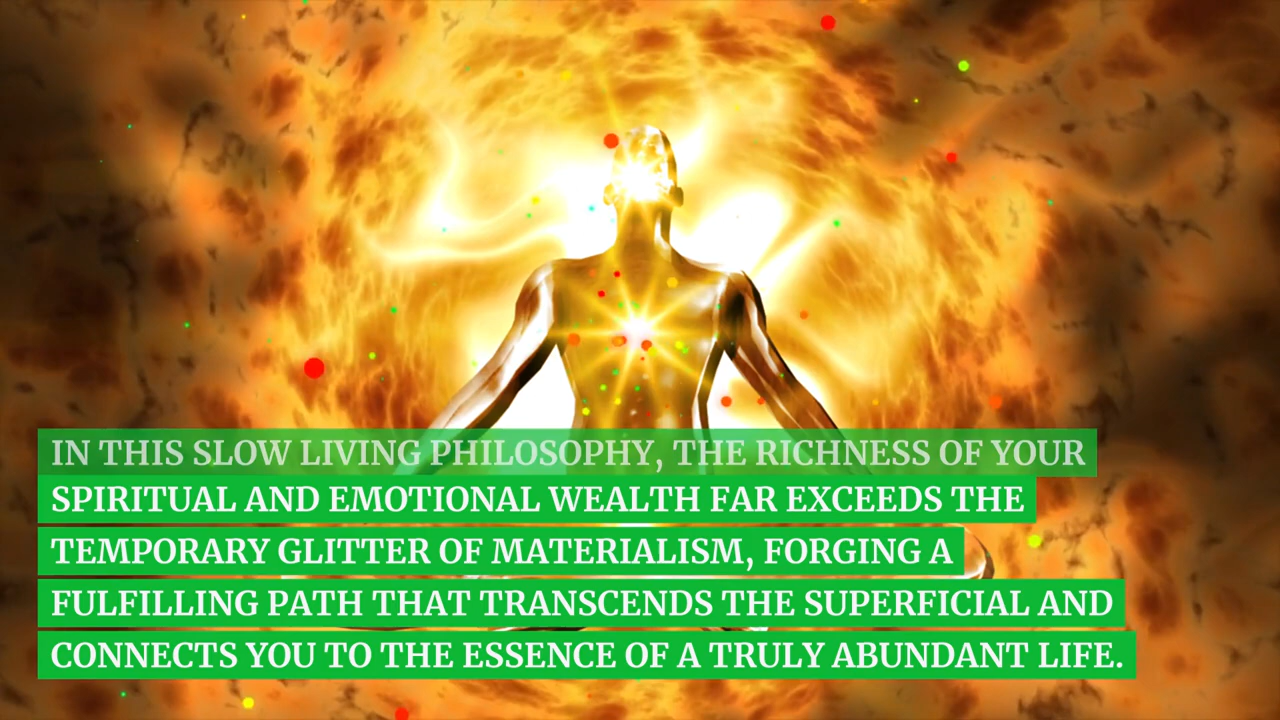 IN THIS SLOW LIVING PHILOSOPHY, THE RICHNESS OF YOUR
SPIRITUAL AND EMOTIONAL WEALTH FAR EXCEEDS THE
TEMPORARY GLITTER OF MATERIALISM, FORGING A
FULFILLING PATH THAT TRANSCENDS THE SUPERFICIAL AND
CONNECTS YOU TO THE ESSENCE OF A TRULY ABUNDANT LIFE.